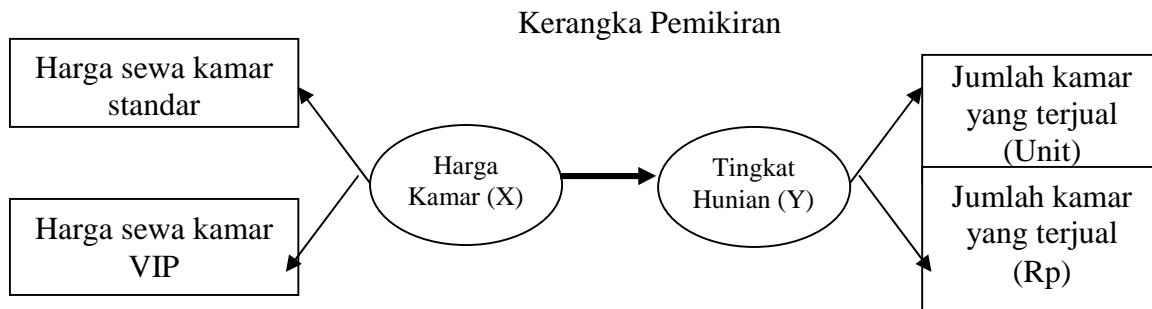 Kerangka Pemikiran
Harga sewa kamar
standar
Harga sewa kamar
VIP
Harga
Kamar (X)
Tingkat
Hunian (Y)
Jumlah kamar
yang terjual
(Unit)
Jumlah kamar
yang terjual
(Rp)